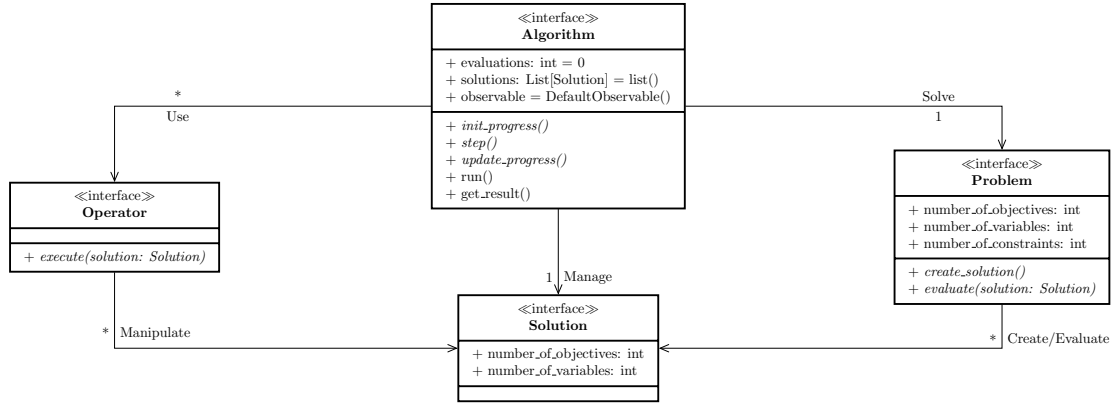 ≪interface≫
Algorithm
+ evaluations: int = 0
+ solutions: List[Solution] = list()
+ observable = DefaultObservable()
+ init_progress()
+ step()
+ update_progress()
+ run()
+ get_result()
*
Use
Solve
1
≪interface≫
Operator
+ execute(solution: Solution)
≪interface≫
Problem
+ number_of_objectives: int
+ number_of_variables: int
+ number_of_constraints: int
+ create_solution()
+ evaluate(solution: Solution)
1 Manage
* Manipulate
* Create/Evaluate
≪interface≫
Solution
+ number_of_objectives: int
+ number_of_variables: int